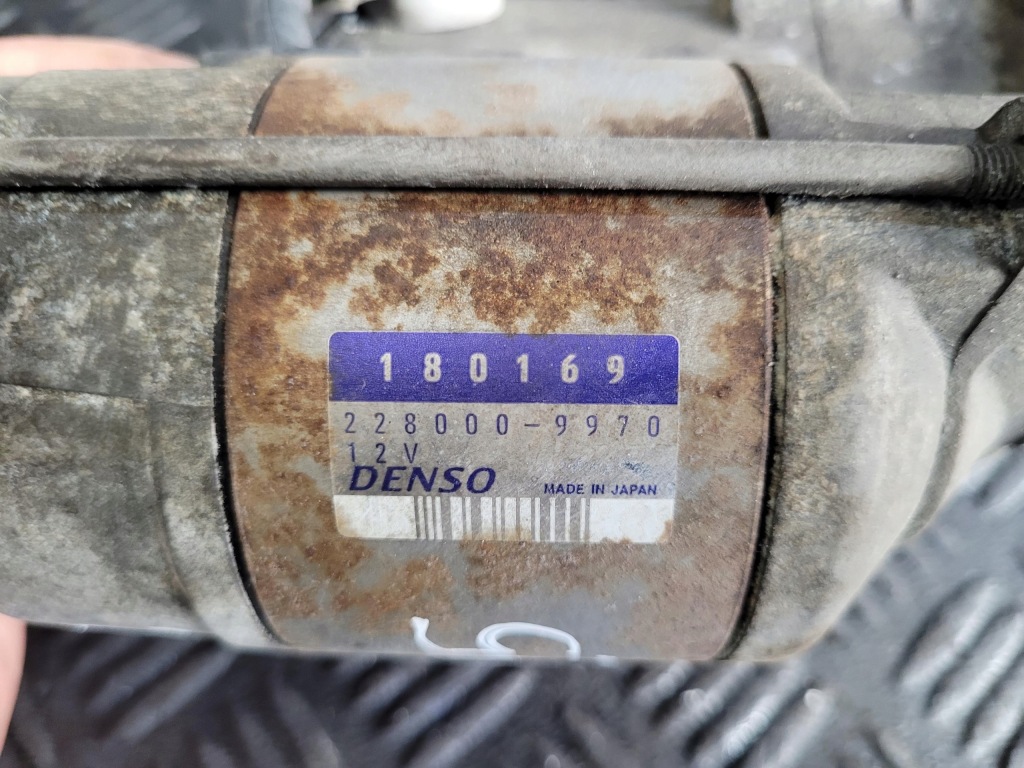 180169
228000-9970
12V
DENSO MADE IN JAPAN